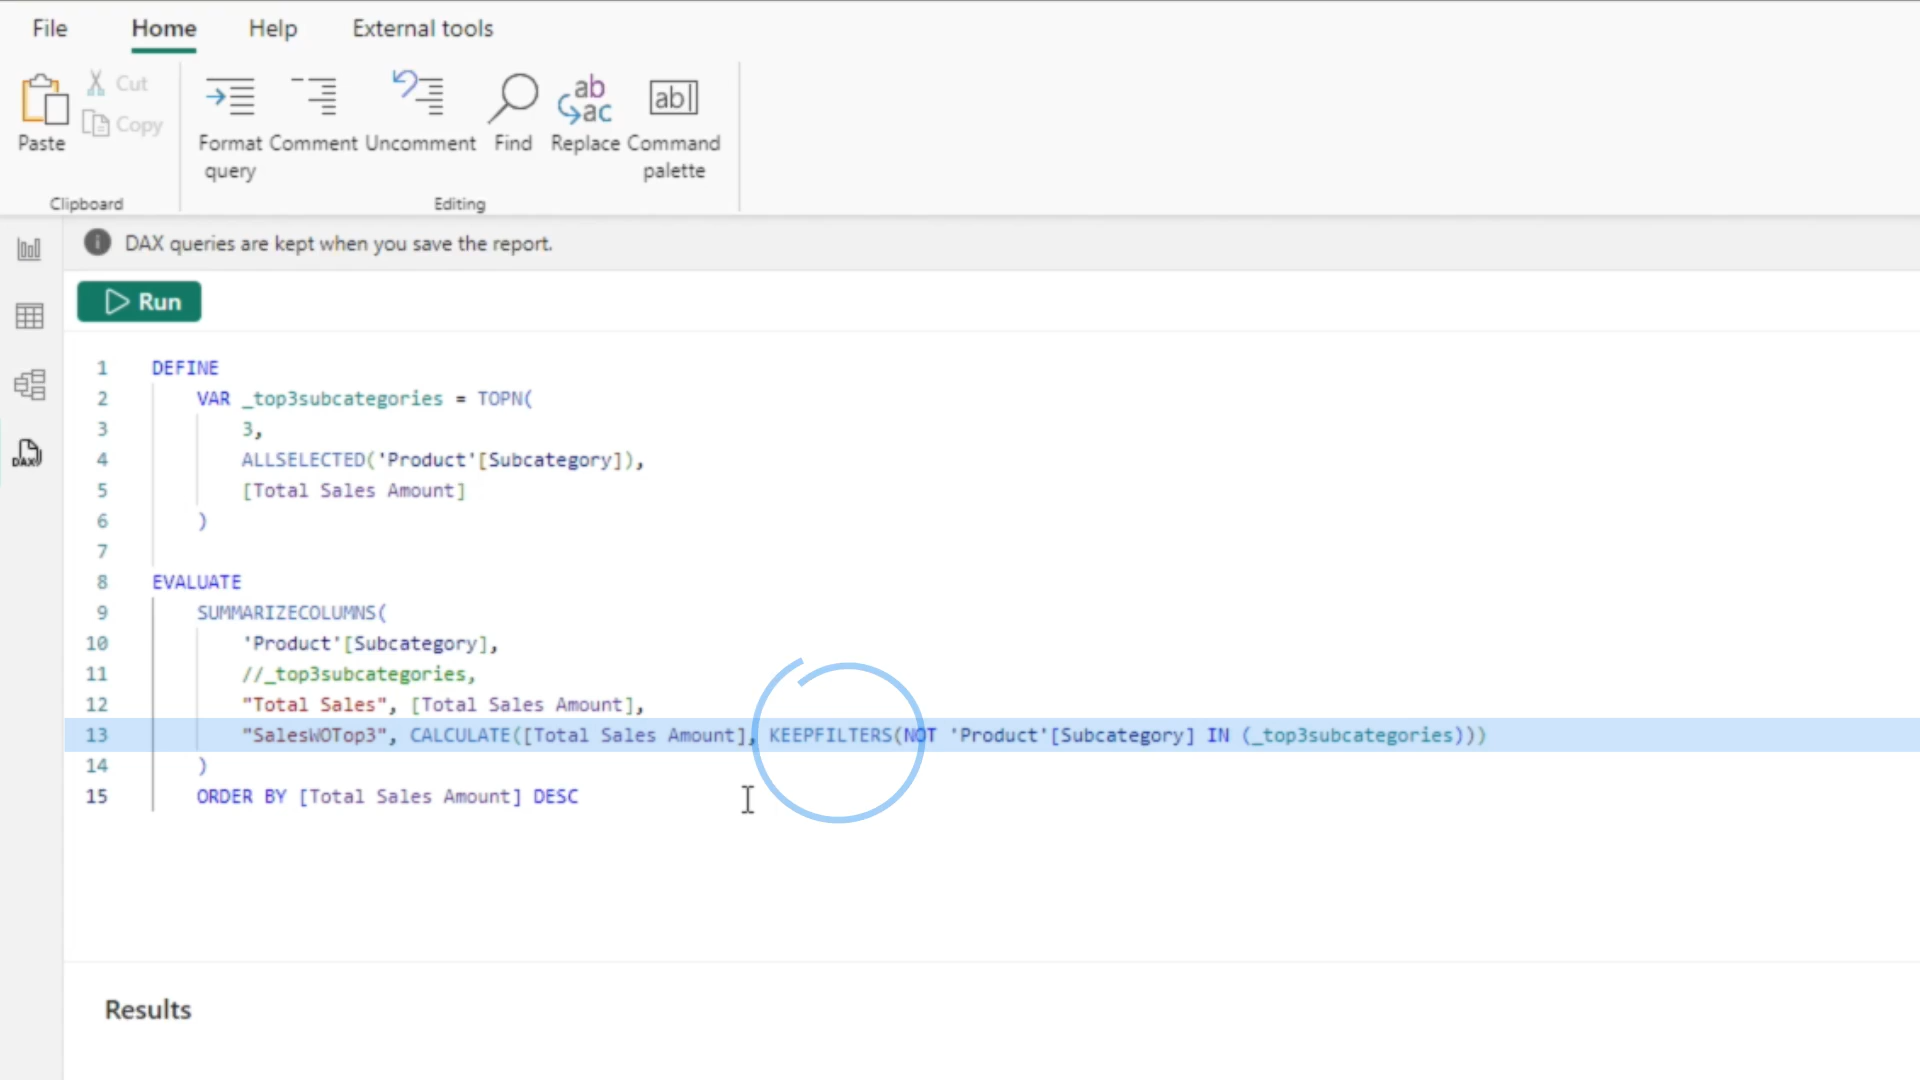 File Home Help External tools
Paste
Cut
Copy
Clipboard
Format query
Comment
Uncomment
Find
ab
ac
Replace
ab
Command palette
Editing
DAX queries are kept when you save the report.
Run
DAX
1 DEFINE
2 VAR _top3subcategories = TOPN(
3 3,
4 ALLSELECTED('Product'[Subcategory]),
5 [Total Sales Amount]
6 )
7
8 EVALUATE
9 SUMMARIZECOLUMNS(
10 'Product'[Subcategory],
11 //_top3subcategories,
12 "Total Sales", [Total Sales Amount],
13 "SalesWOTop3", CALCULATE([Total Sales Amount], KEEPFILTERS(NOT 'Product'[Subcategory] IN (_top3subcategories)))
14 )
15 ORDER BY [Total Sales Amount] DESC
Results